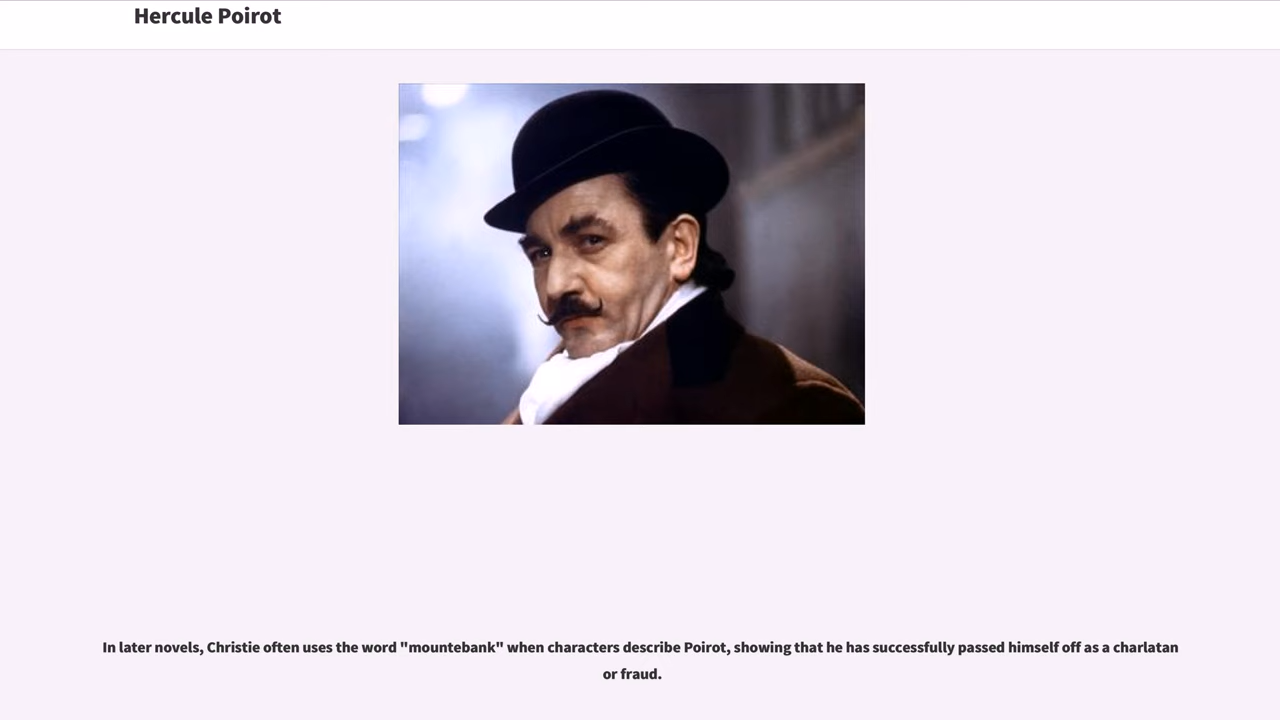 Hercule Poirot
In later novels, Christie often uses the word "mountebank" when characters describe Poirot, showing that he has successfully passed himself off as a charlatan
or fraud.